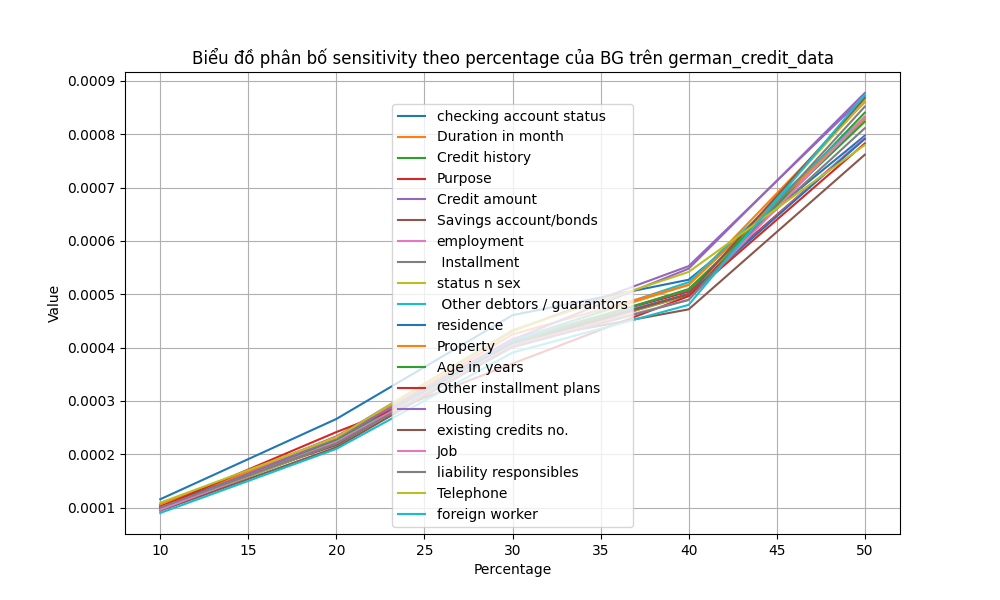 Biểu đồ phân bố sensitivity theo percentage của BG trên german_credit_data
0.0009
0.0008
0.0007
0.0006
0.0005
0.0004
0.0003
0.0002
0.0001
Value
checking account status
Duration in month
Credit history
Purpose
Credit amount
Savings account/bonds
employment
Installment
status n sex
Other debtors / guarantors
residence
Property
Age in years
Other installment plans
Housing
existing credits no.
Job
liability responsibles
Telephone
foreign worker
10 15 20 25 30 35 40 45 50
Percentage